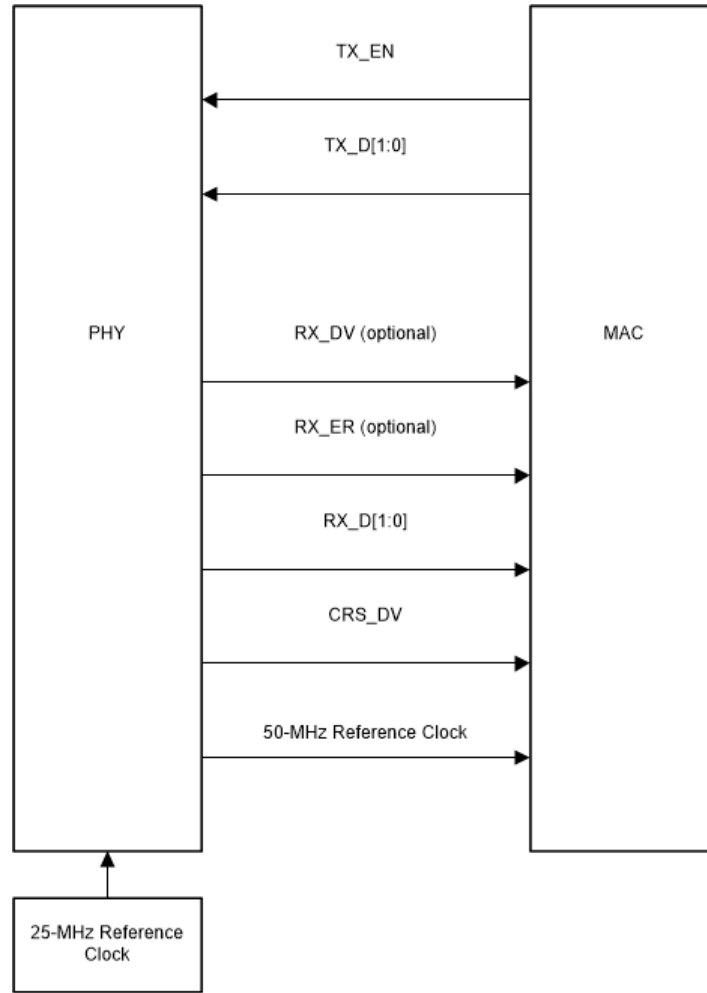 TX_EN
TX_D[1:0]
PHY
RX_DV (optional)
MAC
RX_ER (optional)
RX_D[1:0]
CRS_DV
50-MHz Reference Clock
25-MHz Reference
Clock